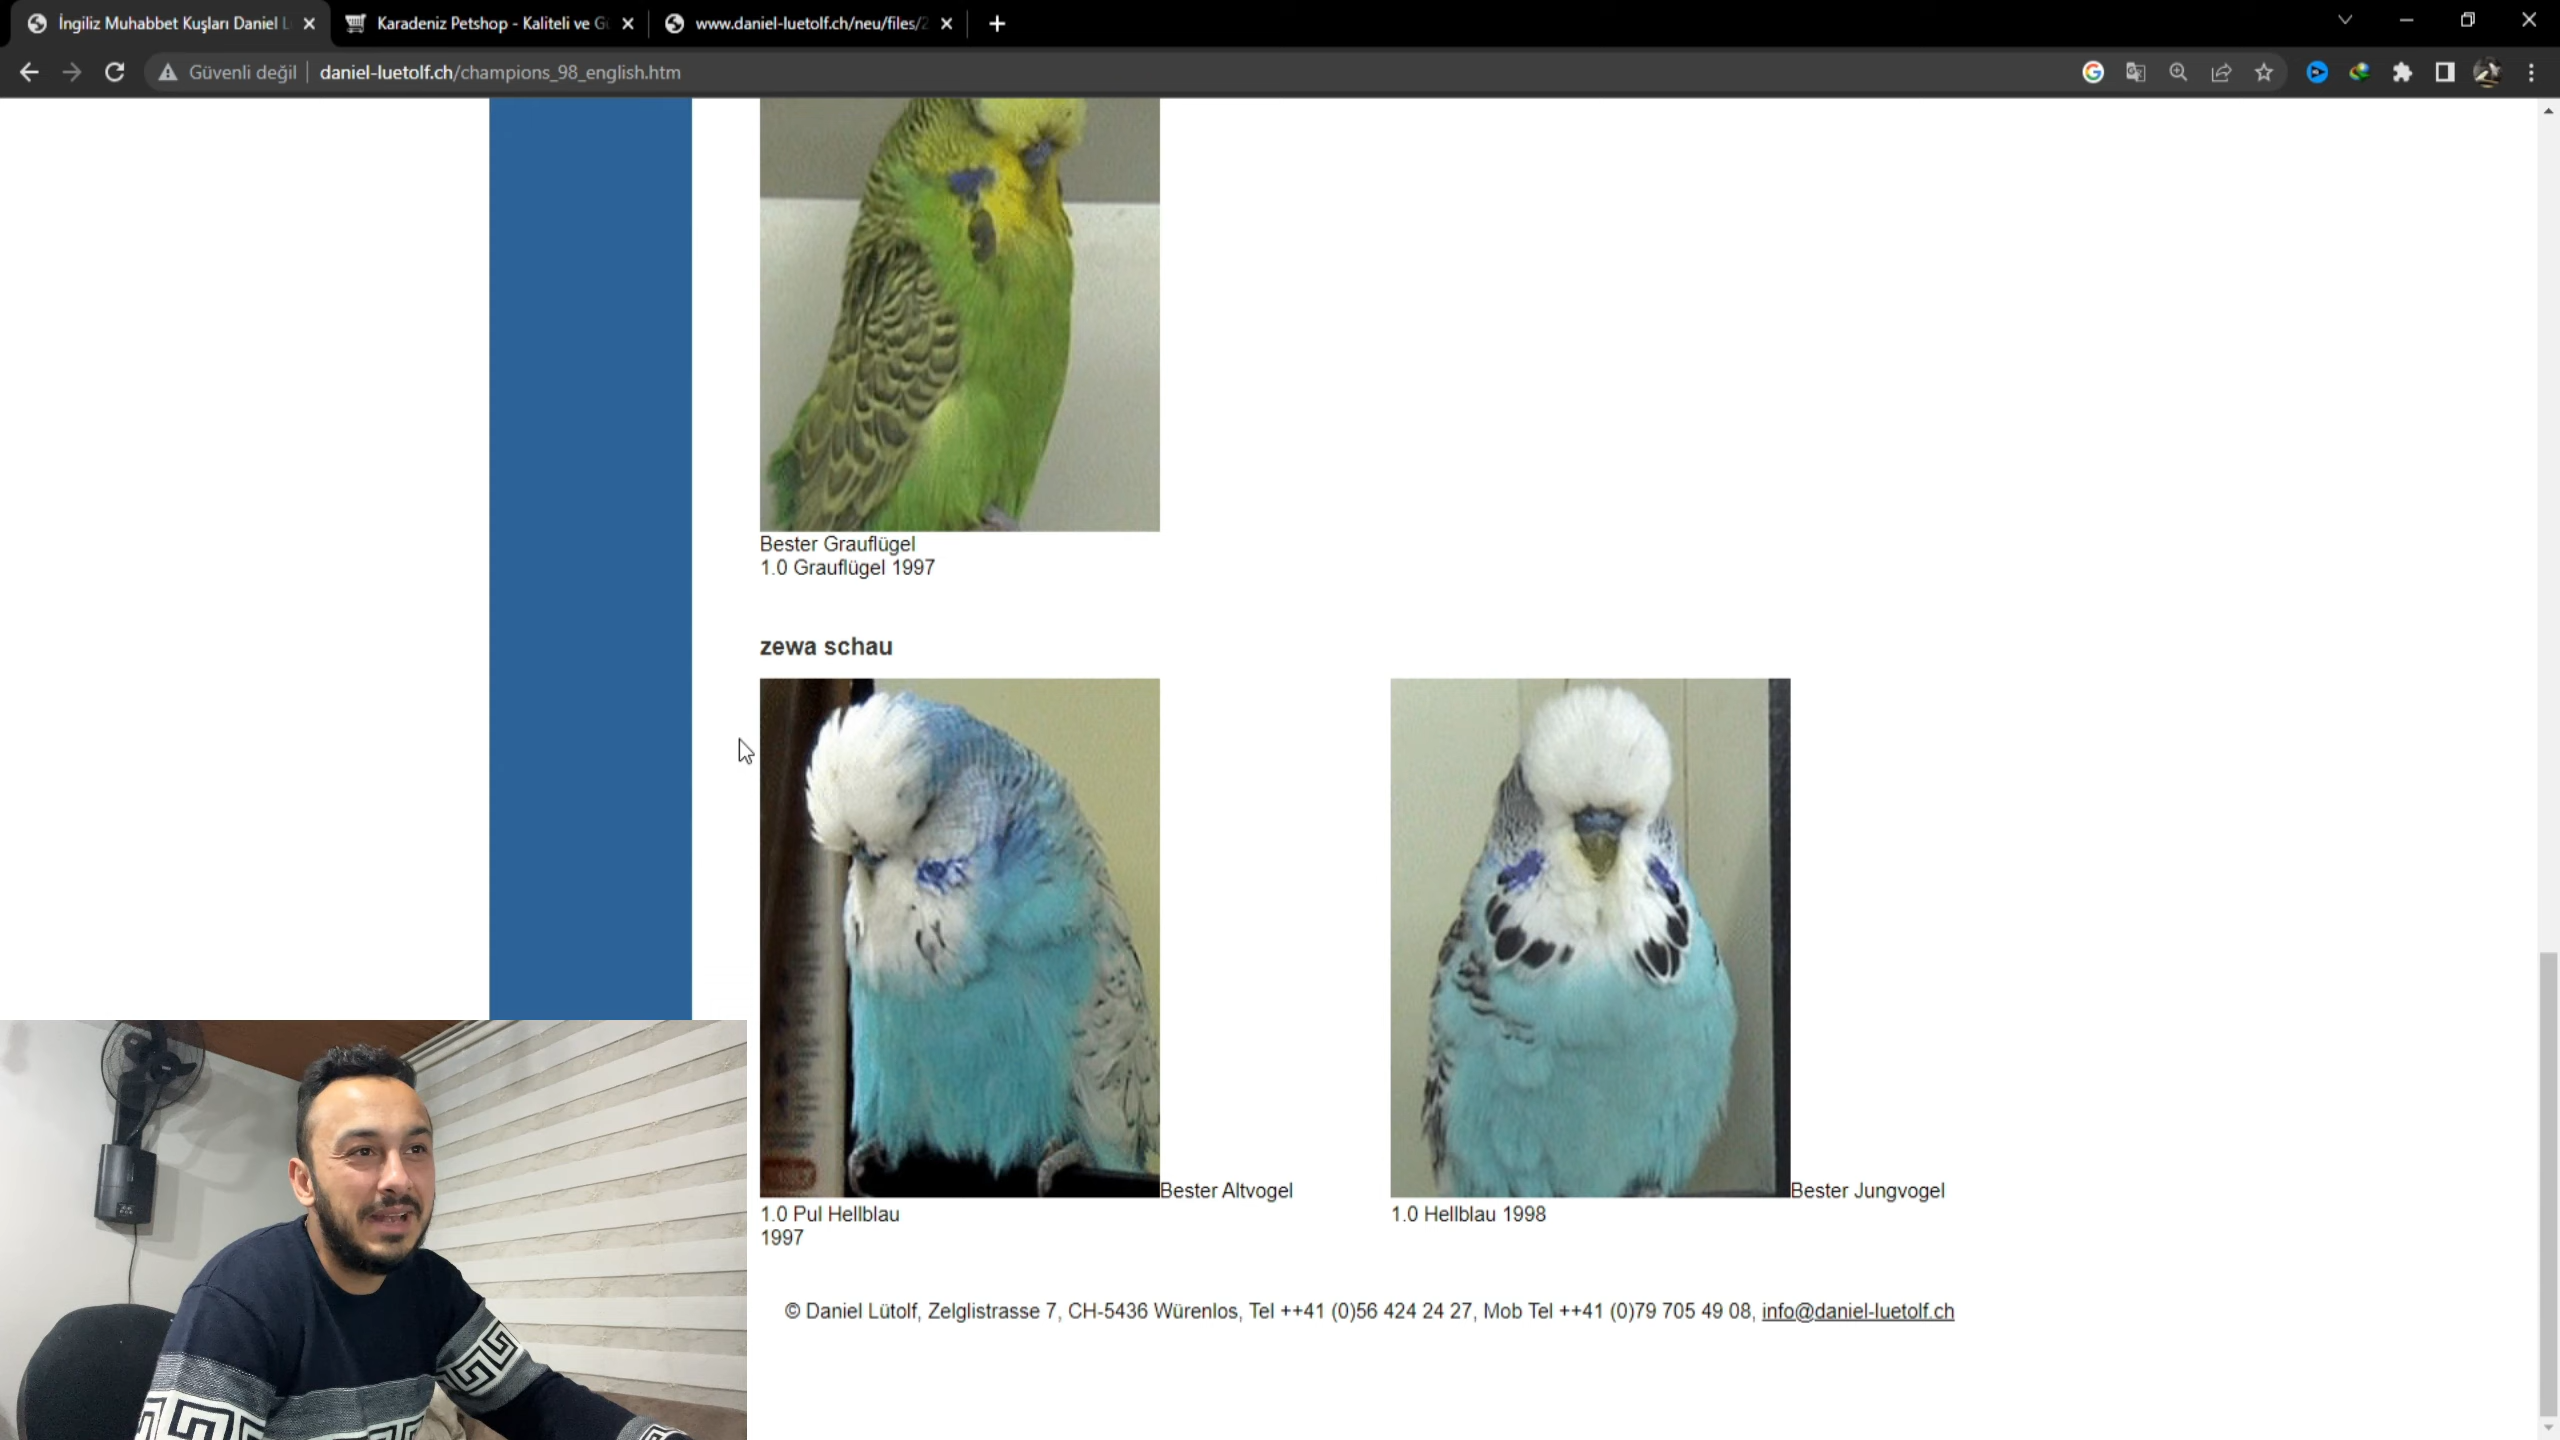 İngiliz Muhabbet Kuşları Daniel L
Karadeniz Petshop - Kaliteli ve Gü
www.daniel-luetolf.ch/neu/files/2
Güvenli değil
daniel-luetolf.ch/champions_98_english.htm
Bester Grauflügel
1.0 Grauflügel 1997
zewa schau
Bester Altvogel
1.0 Pul Hellblau
1997
Bester Jungvogel
1.0 Hellblau 1998
© Daniel Lütolf, Zelglistrasse 7, CH-5436 Würenlos, Tel ++41 (0)56 424 24 27, Mob Tel ++41 (0)79 705 49 08, info@daniel-luetolf.ch